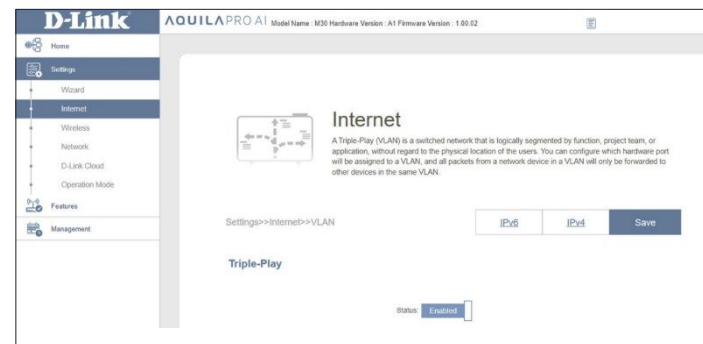 D-Link
AQUILA PRO AI Model Name : M30 Hardware Version : A1 Firmware Version : 1.00.02
Home
Settings
Wizard
Internet
Wireless
Network
D-Link Cloud
Operation Mode
Features
Management
Internet
A Triple-Play (VLAN) is a switched network that is logically segmented by function, project team, or
application, without regard to the physical location of the users. You can configure which hardware port
will be assigned to a VLAN, and all packets from a network device in a VLAN will only be forwarded to
other devices in the same VLAN.
Settings>>Internet>>VLAN
IPv6 IPv4 Save
Triple-Play
Status: Enabled